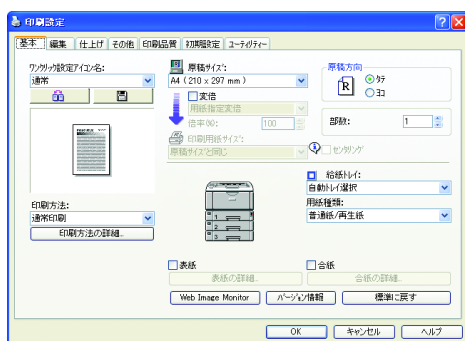 印刷設定
基本 編集 仕上げ その他 印刷品質 初期設定 ユーティリティー
ワンクリック設定アイコン名:
通常
印刷方法:
通常印刷
印刷方法の詳細...
原稿サイズ:
A4 ( 210 x 297 mm )
変倍
用紙指定変倍
倍率(%): 100
印刷用紙サイズ:
原稿サイズと同じ
原稿方向
R
タテ
ヨコ
部数: 1
センタリング
1
2
3
給紙トレイ:
自動トレイ選択
用紙種類:
普通紙/再生紙
表紙
表紙の詳細...
合紙
合紙の詳細...
Web Image Monitor バージョン情報 標準に戻す
OK キャンセル ヘルプ